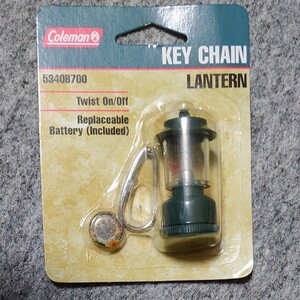 Coleman
KEY CHAIN
LANTERN
5340B700
Twist On/Off
Replaceable
Battery (Included)